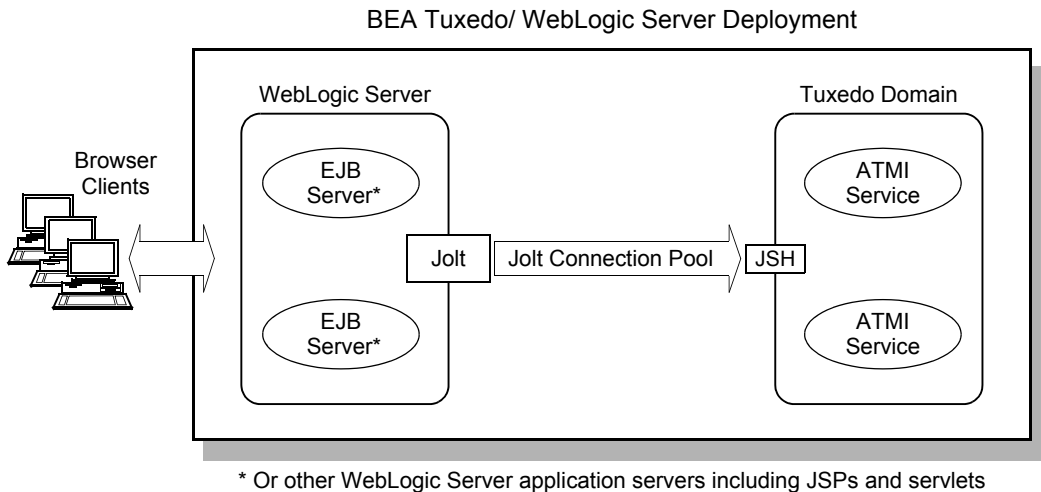 BEA Tuxedo/ WebLogic Server Deployment
WebLogic Server
Tuxedo Domain
Browser
Clients
EJB
Server*
ATMI
Service
Jolt
Jolt Connection Pool
JSH
EJB
Server*
ATMI
Service
* Or other WebLogic Server application servers including JSPs and servlets